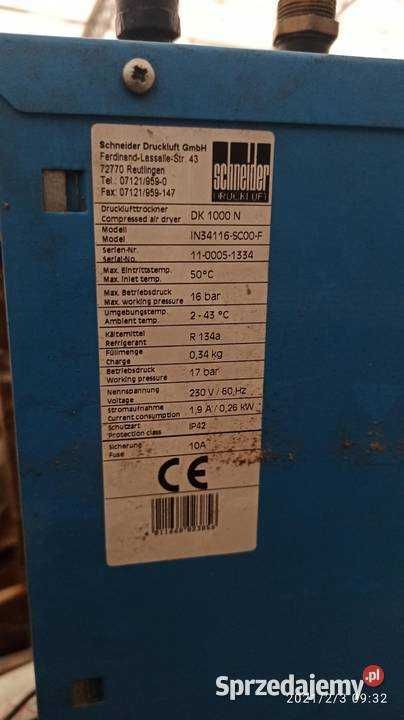 Schneider Druckluft GmbH
Ferdinand-Lassalle-Str. 43
72770 Reutlingen
Tel.: 07121/959-0
Fax: 07121/959-147
schneider
DRUCKLUFT
Drucklufttrockner
Compressed air dryer
DK 1000 N
Modell
Model
IN34116-SC00-F
Serien-Nr.
Serial-No.
11-0005-1334
Max. Eintrittstemp.
Max. inlet temp.
50°C
Max. Betriebsdruck
Max. working pressure
16 bar
Umgebungstemp.
Ambient temp.
2 - 43 °C
Kältemittel
Refrigerant
R 134a
Füllmenge
Charge
0,34 kg
Betriebsdruck
Working pressure
17 bar
Nennspannung
Voltage
230 V / 60 Hz
Stromaufnahme
Current consumption
1,9 A / 0,26 kW
Schutzart
Protection class
IP42
Sicherung
Fuse
10A
CE
Sprzedajemy.pl
2021/2/3 09:32